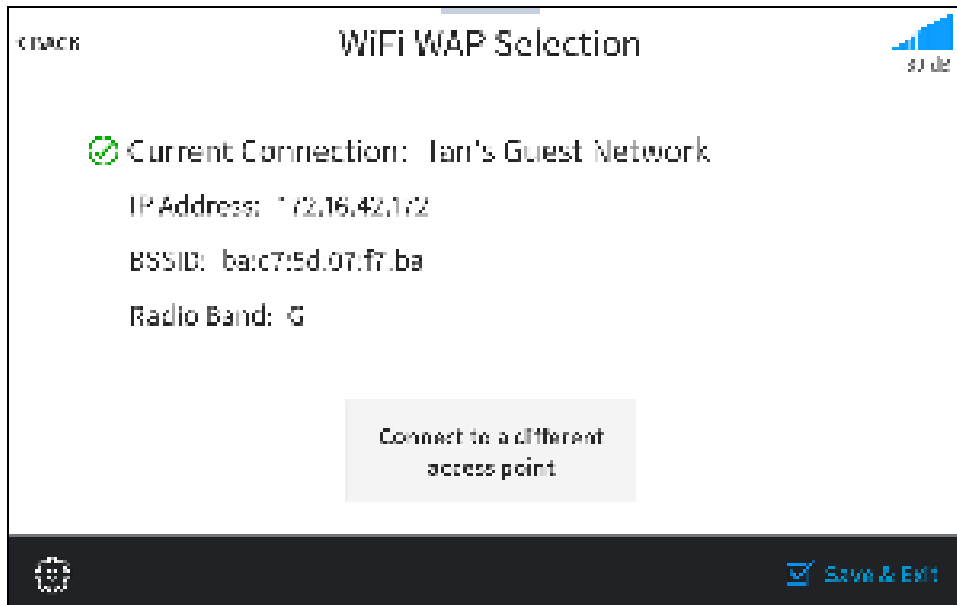 <BACK
WiFi WAP Selection
dB
Current Connection: Ian's Guest Network
IP Address: 172.16.42.172
BSSID: ba:c7:5d:07:f7:ba
Radio Band: G
Connect to a different
access point
Save & Exit